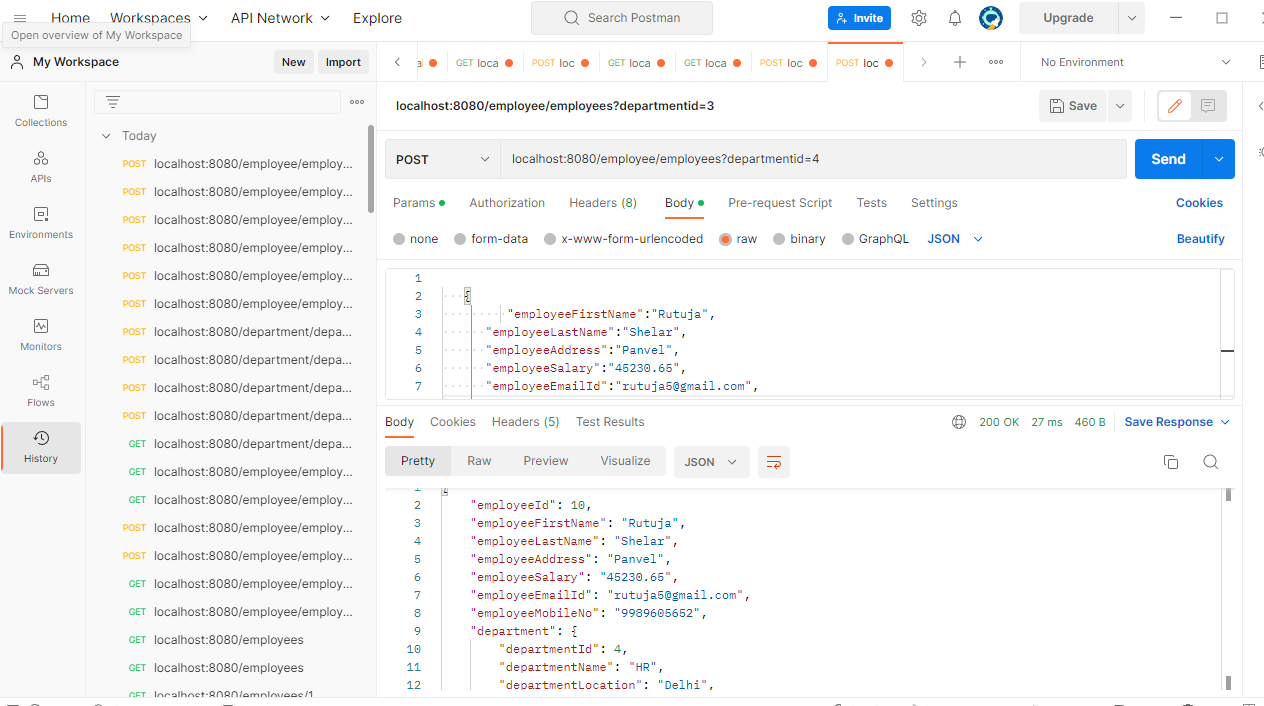 Home Workspaces API Network Explore Search Postman Invite Upgrade
Open overview of My Workspace
My Workspace New Import
GET loca POST loc GET loca GET loca POST loc POST loc No Environment
Collections
APIs
Environments
Mock Servers
Monitors
Flows
History
Today
POST localhost:8080/employee/employ...
POST localhost:8080/employee/employ...
POST localhost:8080/employee/employ...
POST localhost:8080/employee/employ...
POST localhost:8080/employee/employ...
POST localhost:8080/employee/employ...
POST localhost:8080/department/depa...
POST localhost:8080/department/depa...
POST localhost:8080/department/depa...
POST localhost:8080/department/depa...
GET localhost:8080/department/depa...
GET localhost:8080/employee/employ...
GET localhost:8080/employee/employ...
POST localhost:8080/employee/employ...
POST localhost:8080/employee/employ...
GET localhost:8080/employee/employ...
GET localhost:8080/employee/employ...
GET localhost:8080/employees
GET localhost:8080/employees
GET localhost:8080/employees/1
localhost:8080/employee/employees?departmentid=3 Save
POST localhost:8080/employee/employees?departmentid=4 Send
Params Authorization Headers (8) Body Pre-request Script Tests Settings Cookies
none form-data x-www-form-urlencoded raw binary GraphQL JSON Beautify
1
2 {
3 "employeeFirstName":"Rutuja",
4 "employeeLastName":"Shelar",
5 "employeeAddress":"Panvel",
6 "employeeSalary":"45230.65",
7 "employeeEmailId":"rutuja5@gmail.com",
Body Cookies Headers (5) Test Results 200 OK 27 ms 460 B Save Response
Pretty Raw Preview Visualize JSON
1 {
2 "employeeId": 10,
3 "employeeFirstName": "Rutuja",
4 "employeeLastName": "Shelar",
5 "employeeAddress": "Panvel",
6 "employeeSalary": "45230.65",
7 "employeeEmailId": "rutuja5@gmail.com",
8 "employeeMobileNo": "9989605652",
9 "department": {
10 "departmentId": 4,
11 "departmentName": "HR",
12 "departmentLocation": "Delhi",